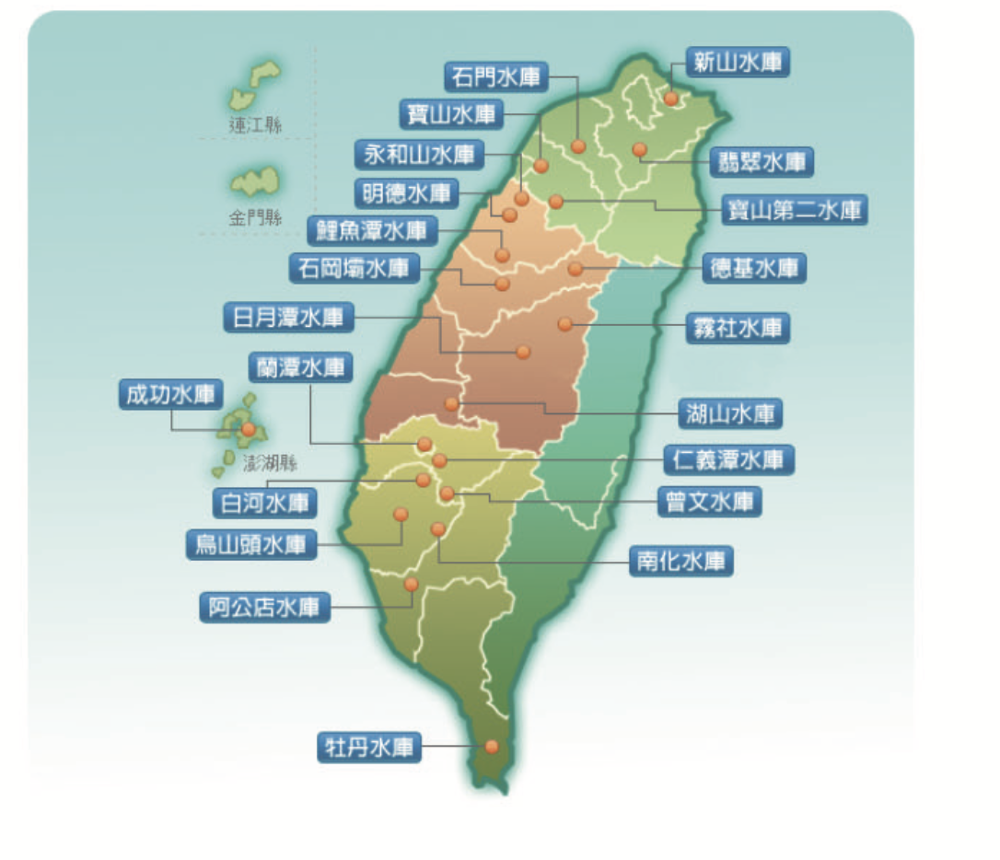 新山水庫
石門水庫
寶山水庫
連江縣
永和山水庫
翡翠水庫
明德水庫
寶山第二水庫
金門縣
鯉魚潭水庫
石岡壩水庫
德基水庫
日月潭水庫
霧社水庫
蘭潭水庫
成功水庫
湖山水庫
澎湖縣
仁義潭水庫
白河水庫
曾文水庫
烏山頭水庫
南化水庫
阿公店水庫
牡丹水庫